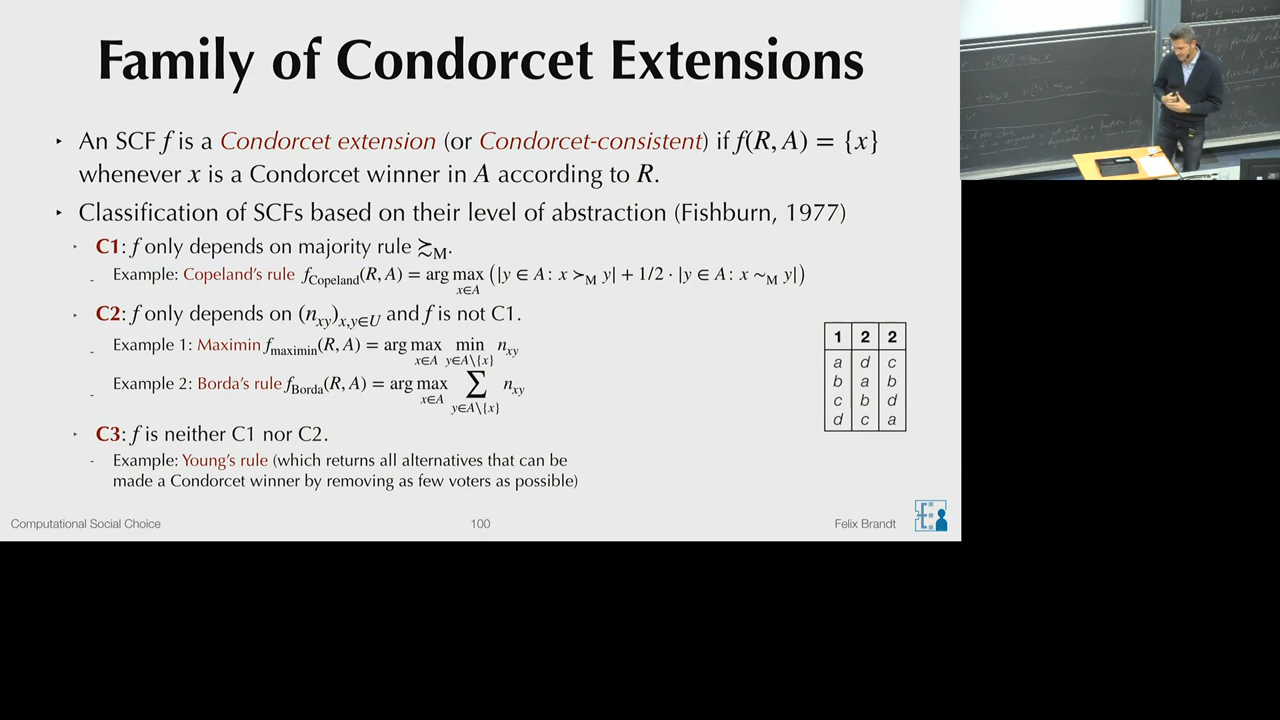 Family of Condorcet Extensions
‣ An SCF f is a Condorcet extension (or Condorcet-consistent) if f(R, A) = {x}
whenever x is a Condorcet winner in A according to R.
‣ Classification of SCFs based on their level of abstraction (Fishburn, 1977)
‣ C1: f only depends on majority rule ≿M.
- Example: Copeland's rule fCopeland(R, A) = arg max x∈A (|y ∈ A: x ≻M y| + 1/2 · |y ∈ A: x ∼M y|)
‣ C2: f only depends on (nxy)x,y∈U and f is not C1.
- Example 1: Maximin fmaximin(R, A) = arg max x∈A min y∈A\{x} nxy
- Example 2: Borda's rule fBorda(R, A) = arg max x∈A ∑ y∈A\{x} nxy
‣ C3: f is neither C1 nor C2.
- Example: Young's rule (which returns all alternatives that can be
made a Condorcet winner by removing as few voters as possible)
1 2 2
a d c
b a b
c b d
d c a
Computational Social Choice 100 Felix Brandt